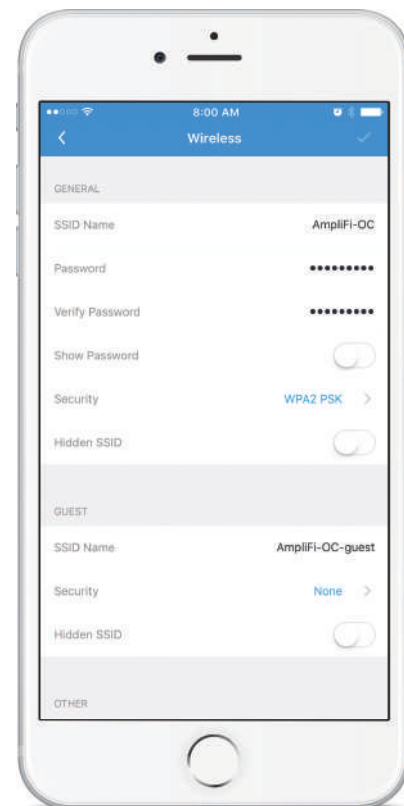 8:00 AM
Wireless
GENERAL
SSID Name AmpliFi-OC
Password •••••••••
Verify Password •••••••••
Show Password
Security WPA2 PSK >
Hidden SSID
GUEST
SSID Name AmpliFi-OC-guest
Security None >
Hidden SSID
OTHER